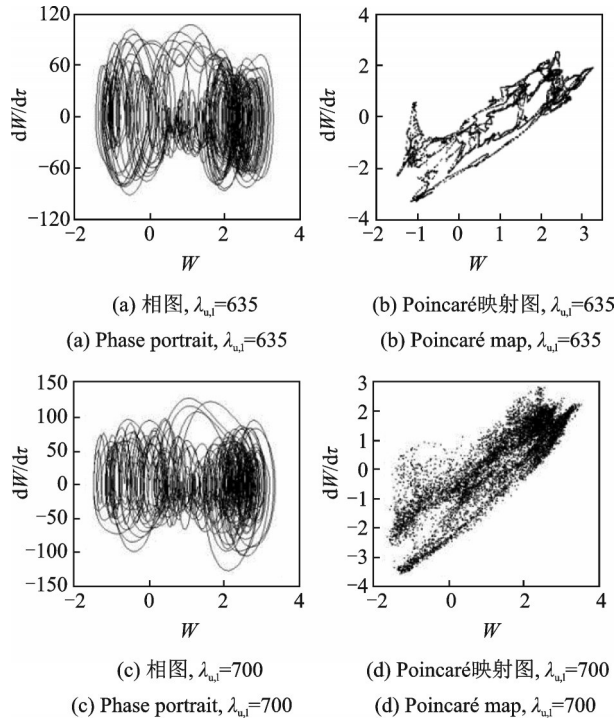 120
60
0
−60
−120
dW/dτ
−2
0
2
4
W
4
2
0
−2
−4
dW/dτ
−2
−1
0
1
2
3
W
(a) 相图, λu,l=635
(a) Phase portrait, λu,l=635
(b) Poincaré映射图, λu,l=635
(b) Poincaré map, λu,l=635
150
100
50
0
−50
−100
−150
dW/dτ
−2
0
2
4
W
3
2
1
0
−1
−2
−3
−4
dW/dτ
−2
0
2
4
W
(c) 相图, λu,l=700
(c) Phase portrait, λu,l=700
(d) Poincaré映射图, λu,l=700
(d) Poincaré map, λu,l=700